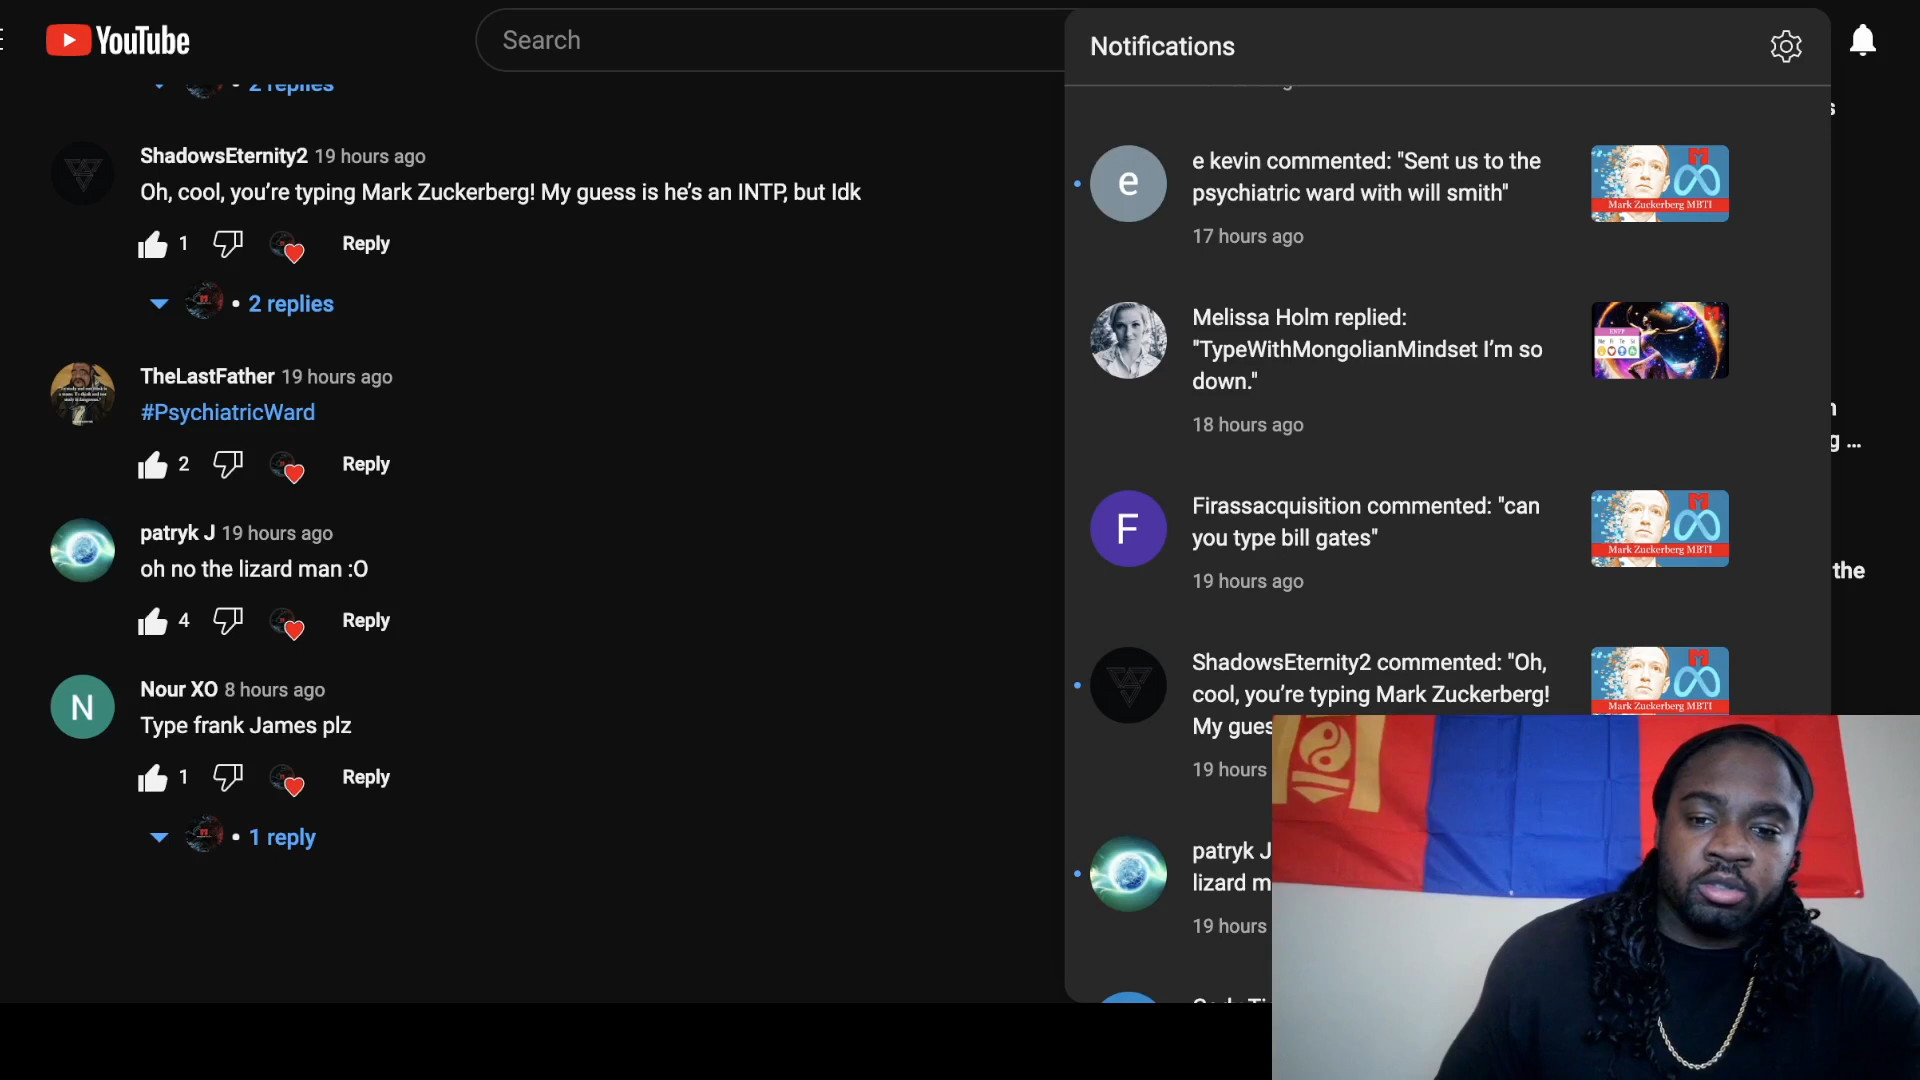 YouTube
Search
Notifications
2 replies
ShadowsEternity2 19 hours ago
Oh, cool, you're typing Mark Zuckerberg! My guess is he's an INTP, but Idk
1
Reply
2 replies
TheLastFather 19 hours ago
#PsychiatricWard
2
Reply
patryk J 19 hours ago
oh no the lizard man :O
4
Reply
N
Nour XO 8 hours ago
Type frank James plz
1
Reply
1 reply
e
e kevin commented: "Sent us to the
psychiatric ward with will smith"
17 hours ago
Mark Zuckerberg MBTI
Melissa Holm replied:
"TypeWithMongolianMindset I'm so
down."
18 hours ago
ENFP
Ne Fi Te Si
F
Firassacquisition commented: "can
you type bill gates"
19 hours ago
Mark Zuckerberg MBTI
ShadowsEternity2 commented: "Oh,
cool, you're typing Mark Zuckerberg!
My gues
19 hours
Mark Zuckerberg MBTI
patryk J
lizard m
19 hours
g ...
the